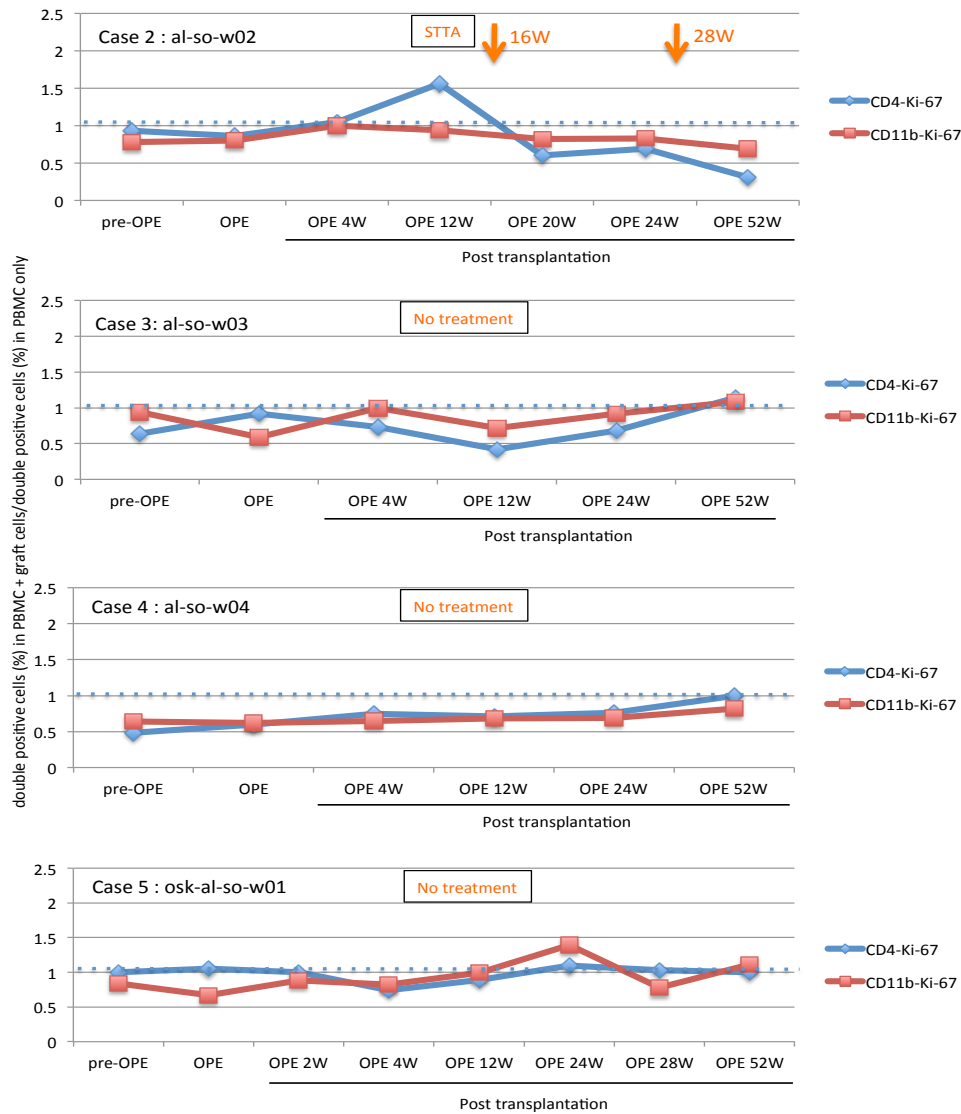 double positive cells (%) in PBMC + graft cells/double positive cells (%) in PBMC only
2.5
2
1.5
1
0.5
0
Case 2 : al-so-w02
STTA
16W
28W
CD4-Ki-67
CD11b-Ki-67
pre-OPE OPE OPE 4W OPE 12W OPE 20W OPE 24W OPE 52W
Post transplantation
2.5
2
1.5
1
0.5
0
Case 3: al-so-w03
No treatment
CD4-Ki-67
CD11b-Ki-67
pre-OPE OPE OPE 4W OPE 12W OPE 24W OPE 52W
Post transplantation
2.5
2
1.5
1
0.5
0
Case 4 : al-so-w04
No treatment
CD4-Ki-67
CD11b-Ki-67
pre-OPE OPE OPE 4W OPE 12W OPE 24W OPE 52W
Post transplantation
2.5
2
1.5
1
0.5
0
Case 5 : osk-al-so-w01
No treatment
CD4-Ki-67
CD11b-Ki-67
pre-OPE OPE OPE 2W OPE 4W OPE 12W OPE 24W OPE 28W OPE 52W
Post transplantation